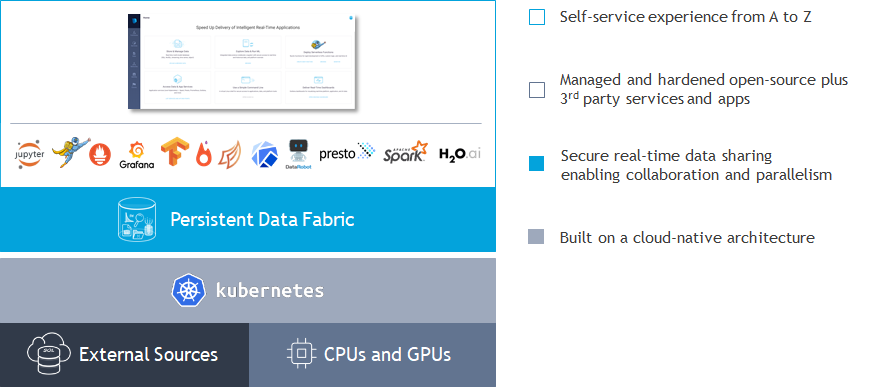 Speed Up Delivery of Intelligent Real-Time Applications
jupyter
Grafana
DataRobot
presto
APACHE
Spark
H2O.ai
Persistent Data Fabric
kubernetes
SQL
External Sources
CPUs and GPUs
Self-service experience from A to Z
Managed and hardened open-source plus
3rd party services and apps
Secure real-time data sharing
enabling collaboration and parallelism
Built on a cloud-native architecture